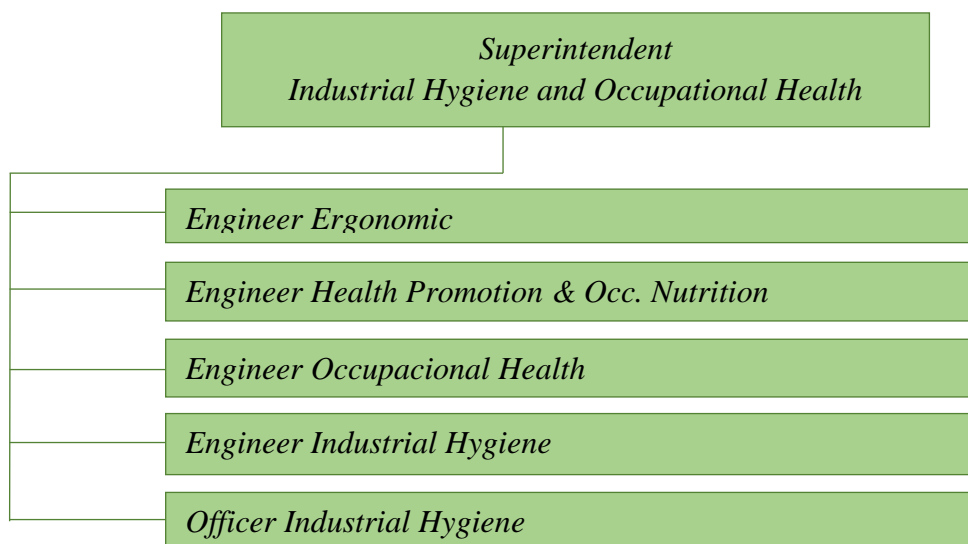 Superintendent
Industrial Hygiene and Occupational Health
Engineer Ergonomic
Engineer Health Promotion & Occ. Nutrition
Engineer Occupacional Health
Engineer Industrial Hygiene
Officer Industrial Hygiene